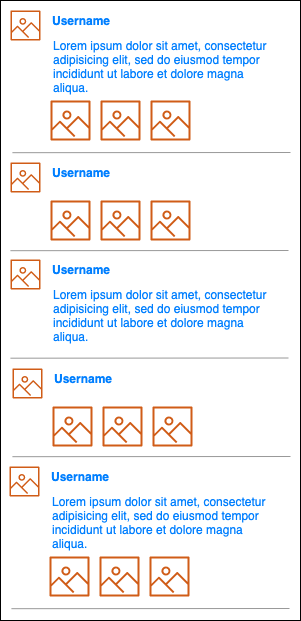 Username
Lorem ipsum dolor sit amet, consectetur
adipisicing elit, sed do eiusmod tempor
incididunt ut labore et dolore magna
aliqua.
Username
Username
Lorem ipsum dolor sit amet, consectetur
adipisicing elit, sed do eiusmod tempor
incididunt ut labore et dolore magna
aliqua.
Username
Username
Lorem ipsum dolor sit amet, consectetur
adipisicing elit, sed do eiusmod tempor
incididunt ut labore et dolore magna
aliqua.